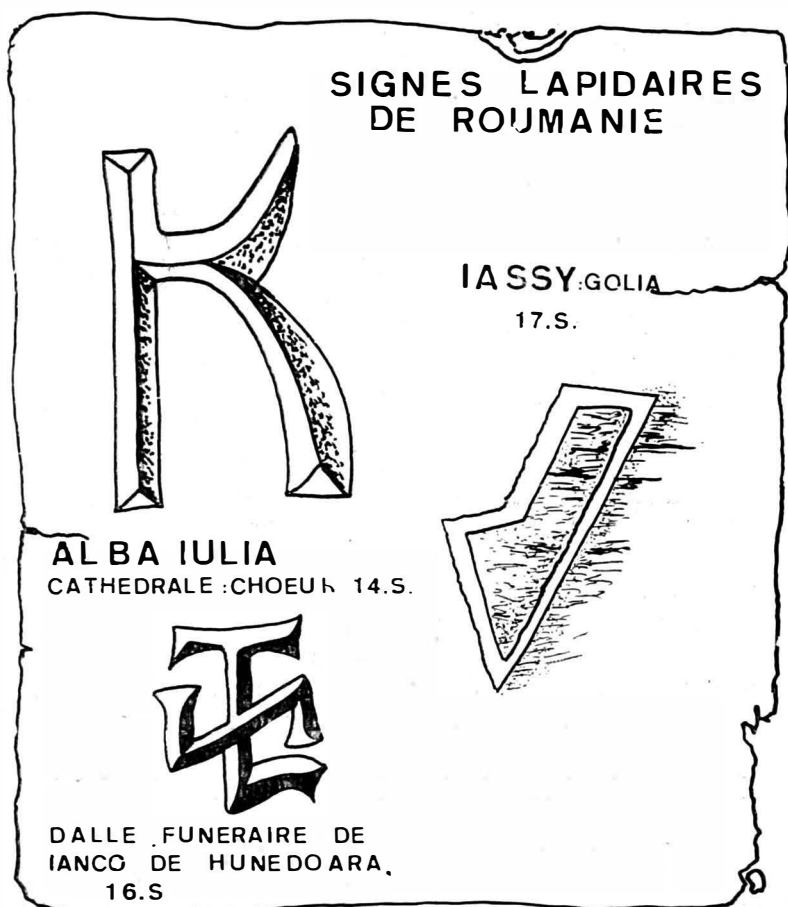 SIGNES LAPIDAIRES
DE ROUMANIE
IASSY:GOLIA
17.S.
ALBA IULIA
CATHEDRALE:CHOEUR 14.S.
DALLE FUNERAIRE DE
IANCO DE HUNEDOARA,
16.S